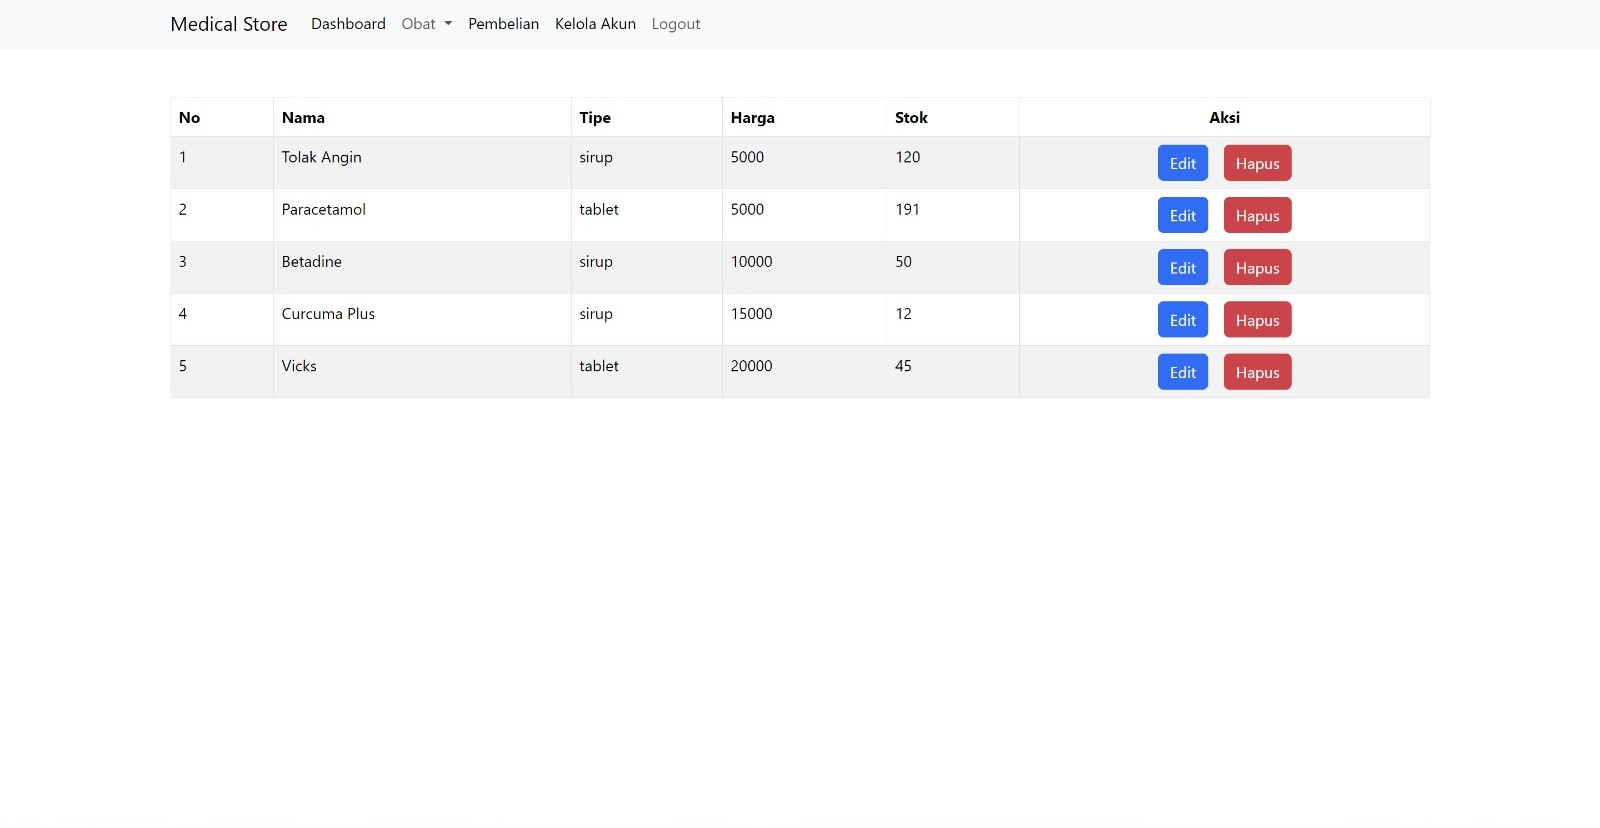 Medical Store Dashboard Obat Pembelian Kelola Akun Logout
No Nama Tipe Harga Stok Aksi
1 Tolak Angin sirup 5000 120 Edit Hapus
2 Paracetamol tablet 5000 191 Edit Hapus
3 Betadine sirup 10000 50 Edit Hapus
4 Curcuma Plus sirup 15000 12 Edit Hapus
5 Vicks tablet 20000 45 Edit Hapus